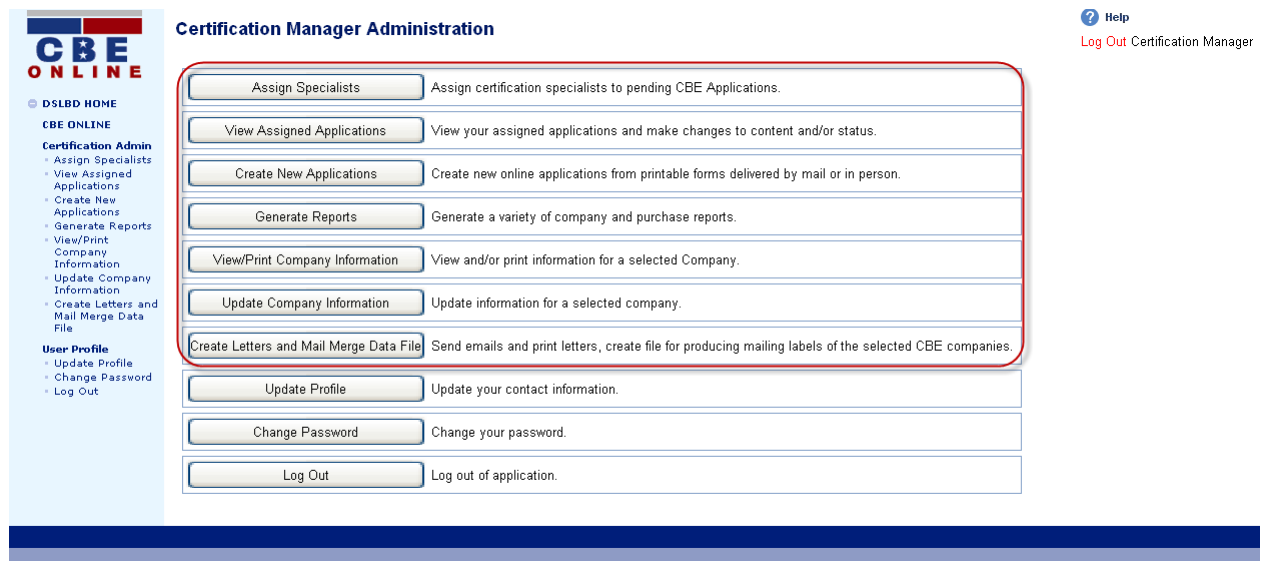 CBE
ONLINE
DSLBD HOME
CBE ONLINE
Certification Admin
Assign Specialists
View Assigned
Applications
Create New
Applications
Generate Reports
View/Print
Company
Information
Update Company
Information
Create Letters and
Mail Merge Data
File
User Profile
Update Profile
Change Password
Log Out
Certification Manager Administration
Help
Log Out Certification Manager
Assign Specialists Assign certification specialists to pending CBE Applications.
View Assigned Applications View your assigned applications and make changes to content and/or status.
Create New Applications Create new online applications from printable forms delivered by mail or in person.
Generate Reports Generate a variety of company and purchase reports.
View/Print Company Information View and/or print information for a selected Company.
Update Company Information Update information for a selected company.
Create Letters and Mail Merge Data File Send emails and print letters, create file for producing mailing labels of the selected CBE companies.
Update Profile Update your contact information.
Change Password Change your password.
Log Out Log out of application.